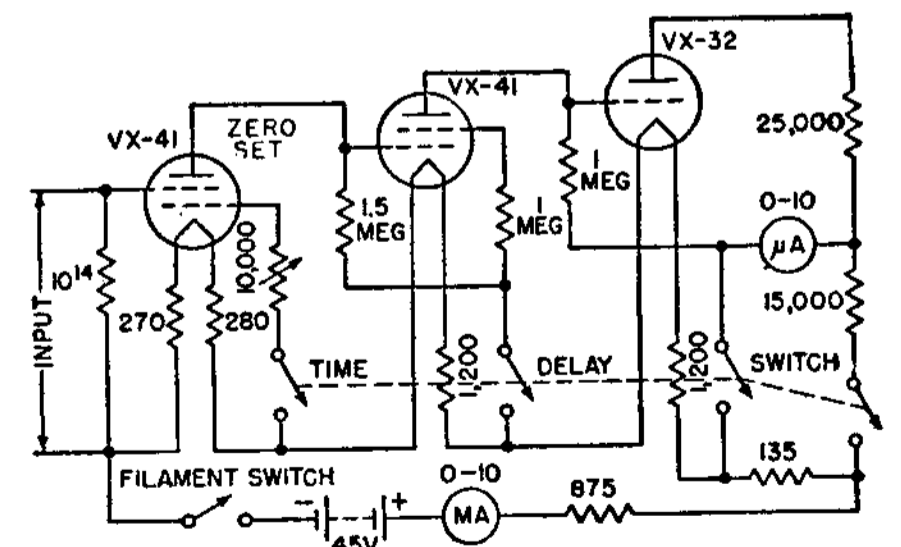 VX-32
VX-41
VX-41
ZERO
SET
25,000
1
MEG
0-10
µA
1.5
MEG
1
MEG
10,000
10¹⁴
270
280
15,000
INPUT
TIME
1,200
DELAY
1,200
SWITCH
135
FILAMENT SWITCH
0-10
875
- +
MA
45V